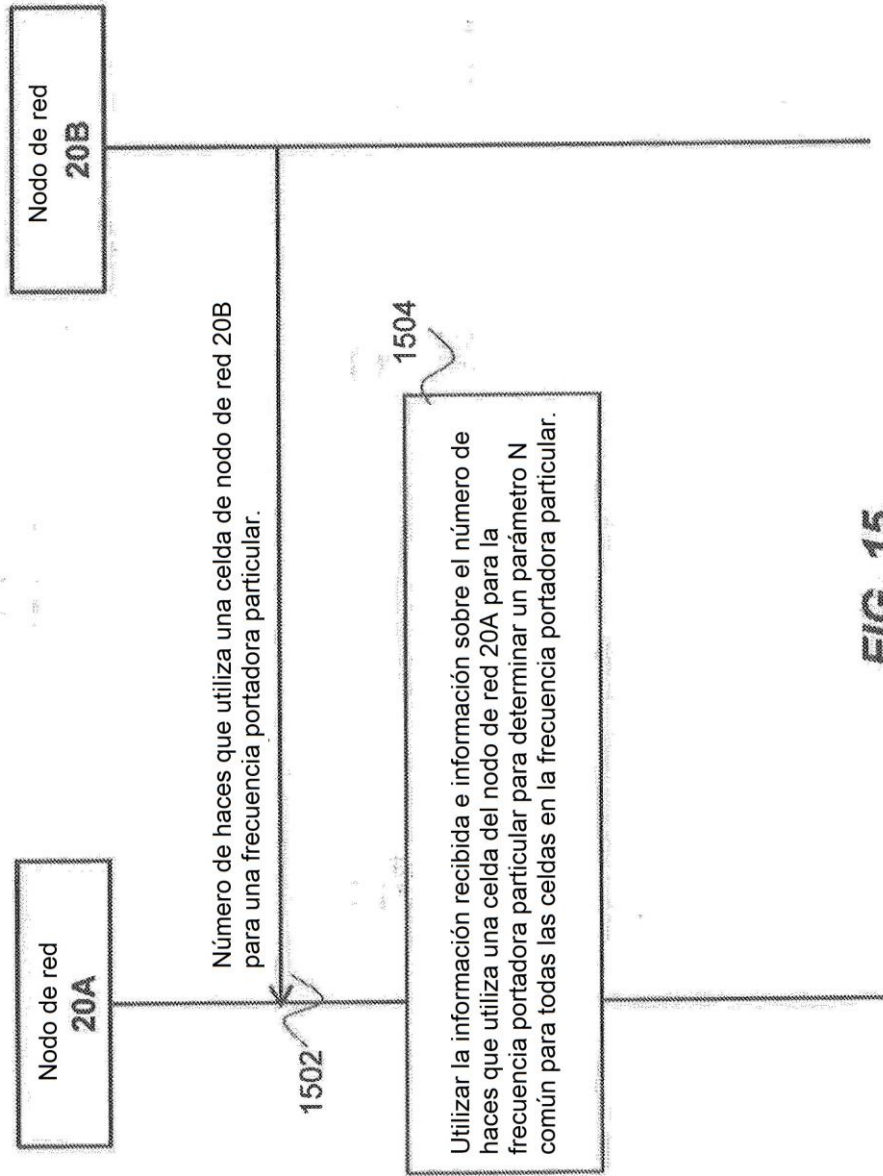 Nodo de red
20A
Nodo de red
20B
Número de haces que utiliza una celda de nodo de red 20B
para una frecuencia portadora particular.
1502
1504
Utilizar la información recibida e información sobre el número de
haces que utiliza una celda del nodo de red 20A para la
frecuencia portadora particular para determinar un parámetro N
común para todas las celdas en la frecuencia portadora particular.
FIG. 15